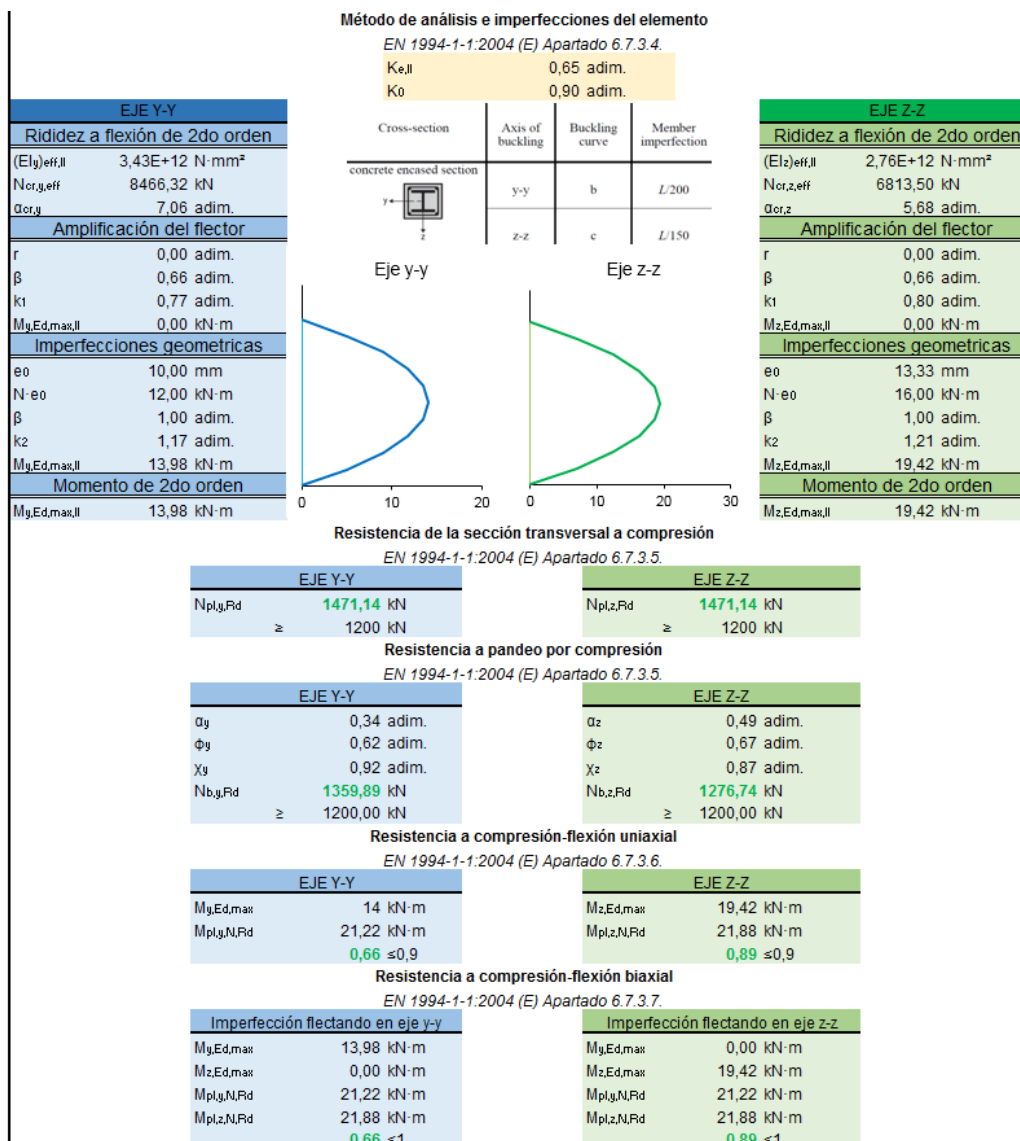 Método de análisis e imperfecciones del elemento
EN 1994-1-1:2004 (E) Apartado 6.7.3.4.
Ke,II 0,65 adim.
K0 0,90 adim.
EJE Y-Y
Rididez a flexión de 2do orden
(EIy)eff,II 3,43E+12 N·mm²
Ncr,y,eff 8466,32 kN
αcr,y 7,06 adim.
Amplificación del flector
r 0,00 adim.
β 0,66 adim.
k1 0,77 adim.
My,Ed,max,II 0,00 kN·m
Imperfecciones geometricas
e0 10,00 mm
N·e0 12,00 kN·m
β 1,00 adim.
k2 1,17 adim.
My,Ed,max,II 13,98 kN·m
Momento de 2do orden
My,Ed,max,II 13,98 kN·m
Cross-section Axis of buckling Buckling curve Member imperfection
concrete encased section
y
z
y-y b L/200
z-z c L/150
Eje y-y
0 10 20
Eje z-z
0 10 20 30
EJE Z-Z
Rididez a flexión de 2do orden
(EIz)eff,II 2,76E+12 N·mm²
Ncr,z,eff 6813,50 kN
αcr,z 5,68 adim.
Amplificación del flector
r 0,00 adim.
β 0,66 adim.
k1 0,80 adim.
Mz,Ed,max,II 0,00 kN·m
Imperfecciones geometricas
e0 13,33 mm
N·e0 16,00 kN·m
β 1,00 adim.
k2 1,21 adim.
Mz,Ed,max,II 19,42 kN·m
Momento de 2do orden
Mz,Ed,max,II 19,42 kN·m
Resistencia de la sección transversal a compresión
EN 1994-1-1:2004 (E) Apartado 6.7.3.5.
EJE Y-Y
Npl,y,Rd 1471,14 kN
≥ 1200 kN
EJE Z-Z
Npl,z,Rd 1471,14 kN
≥ 1200 kN
Resistencia a pandeo por compresión
EN 1994-1-1:2004 (E) Apartado 6.7.3.5.
EJE Y-Y
αy 0,34 adim.
ϕy 0,62 adim.
χy 0,92 adim.
Nb,y,Rd 1359,89 kN
≥ 1200,00 kN
EJE Z-Z
αz 0,49 adim.
ϕz 0,67 adim.
χz 0,87 adim.
Nb,z,Rd 1276,74 kN
≥ 1200,00 kN
Resistencia a compresión-flexión uniaxial
EN 1994-1-1:2004 (E) Apartado 6.7.3.6.
EJE Y-Y
My,Ed,max 14 kN·m
Mpl,y,N,Rd 21,22 kN·m
0,66 ≤0,9
EJE Z-Z
Mz,Ed,max 19,42 kN·m
Mpl,z,N,Rd 21,88 kN·m
0,89 ≤0,9
Resistencia a compresión-flexión biaxial
EN 1994-1-1:2004 (E) Apartado 6.7.3.7.
Imperfección flectando en eje y-y
My,Ed,max 13,98 kN·m
Mz,Ed,max 0,00 kN·m
Mpl,y,N,Rd 21,22 kN·m
Mpl,z,N,Rd 21,88 kN·m
0,66 ≤1
Imperfección flectando en eje z-z
My,Ed,max 0,00 kN·m
Mz,Ed,max 19,42 kN·m
Mpl,y,N,Rd 21,22 kN·m
Mpl,z,N,Rd 21,88 kN·m
0,89 ≤1